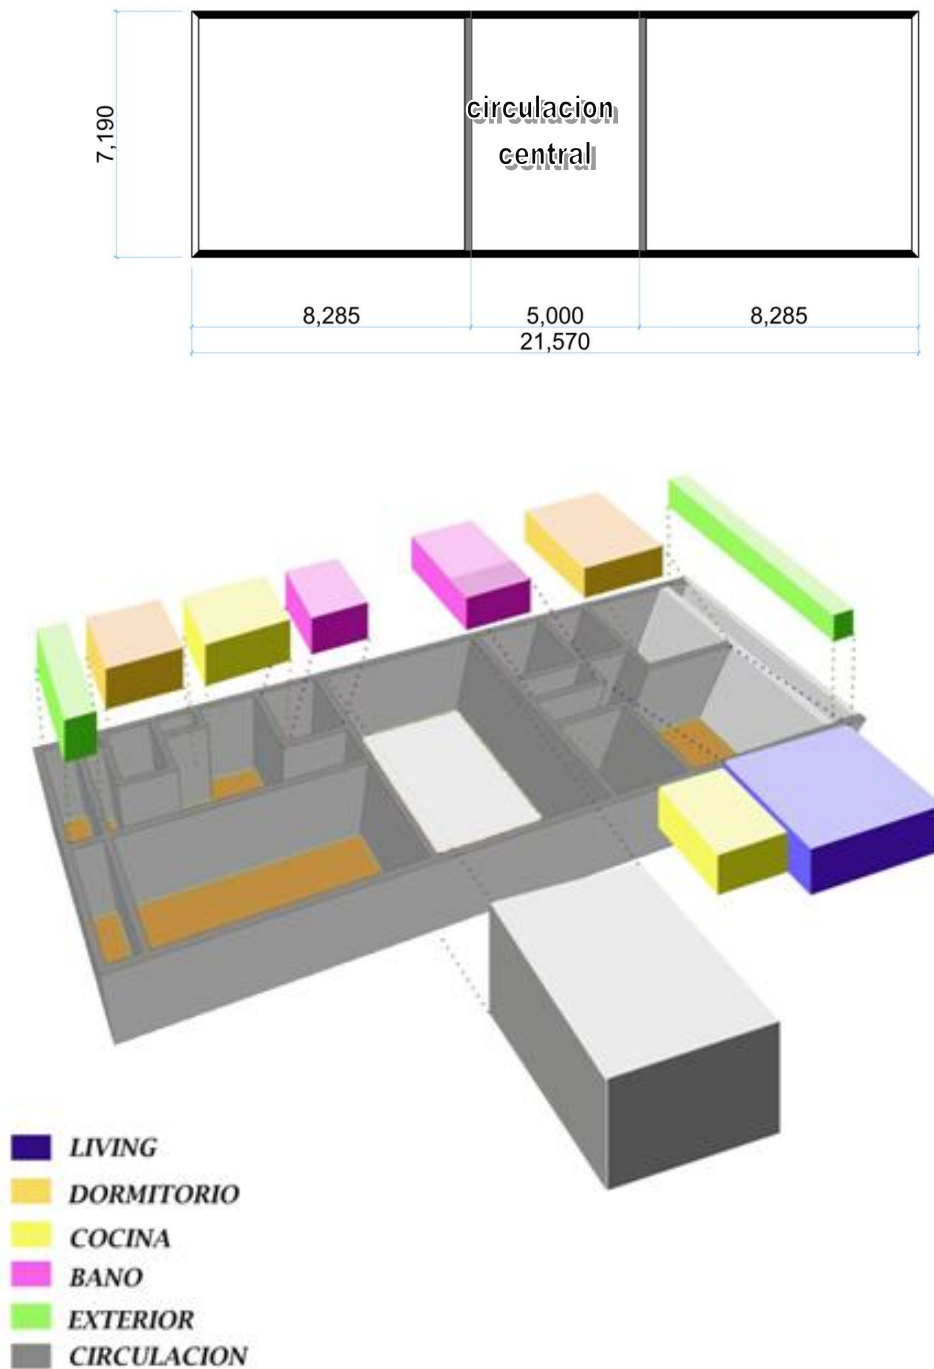 7,190
circulacion
central
8,285 5,000 8,285
21,570
LIVING
DORMITORIO
COCINA
BANO
EXTERIOR
CIRCULACION